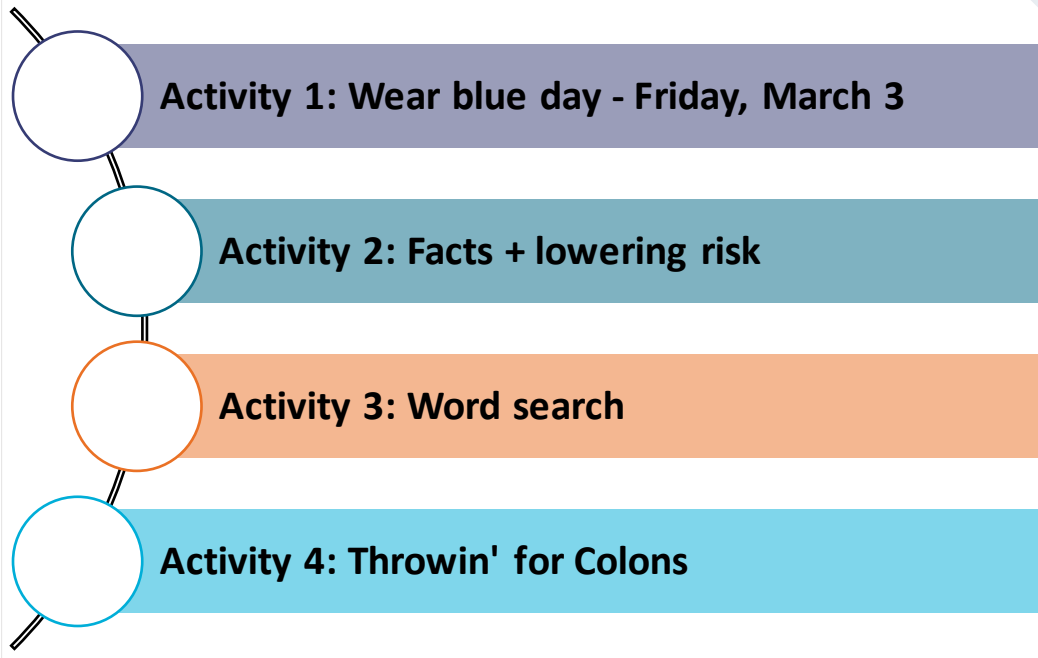 Activity 1: Wear blue day - Friday, March 3
Activity 2: Facts + lowering risk
Activity 3: Word search
Activity 4: Throwin' for Colons